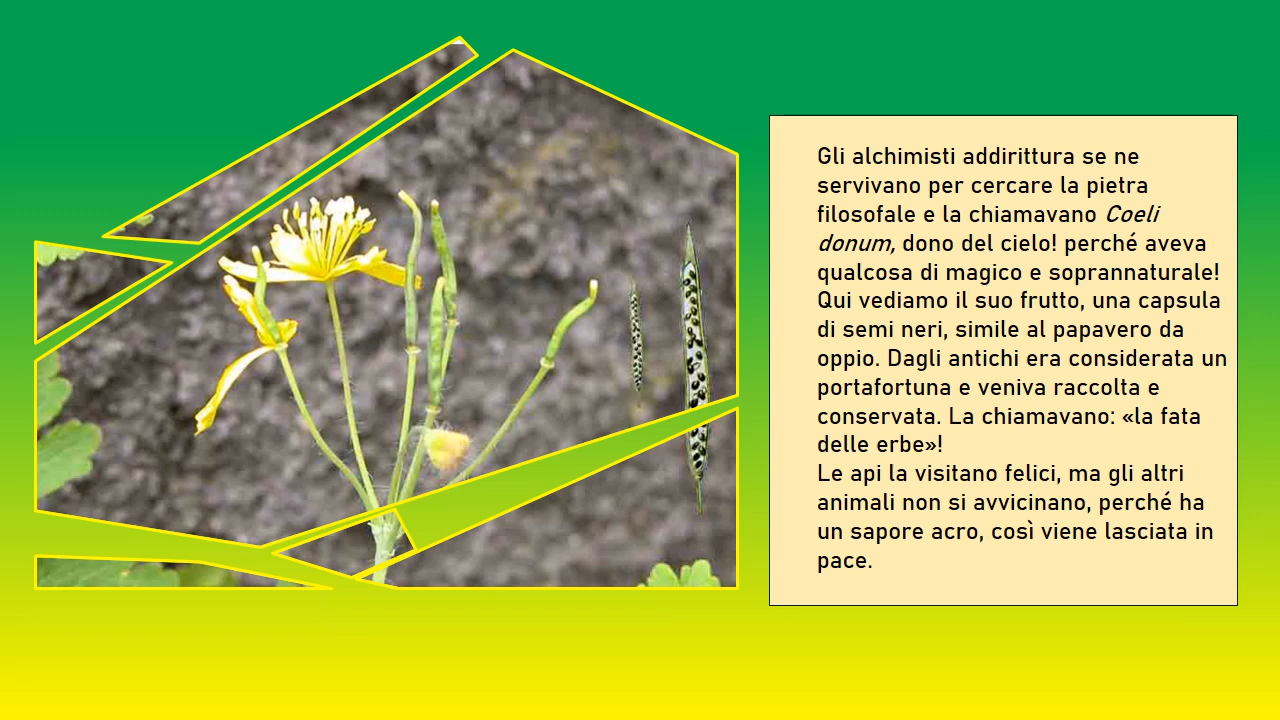 Gli alchimisti addirittura se ne
servivano per cercare la pietra
filosofale e la chiamavano Coeli
donum, dono del cielo! perché aveva
qualcosa di magico e soprannaturale!
Qui vediamo il suo frutto, una capsula
di semi neri, simile al papavero da
oppio. Dagli antichi era considerata un
portafortuna e veniva raccolta e
conservata. La chiamavano: «la fata
delle erbe»!
Le api la visitano felici, ma gli altri
animali non si avvicinano, perché ha
un sapore acro, così viene lasciata in
pace.